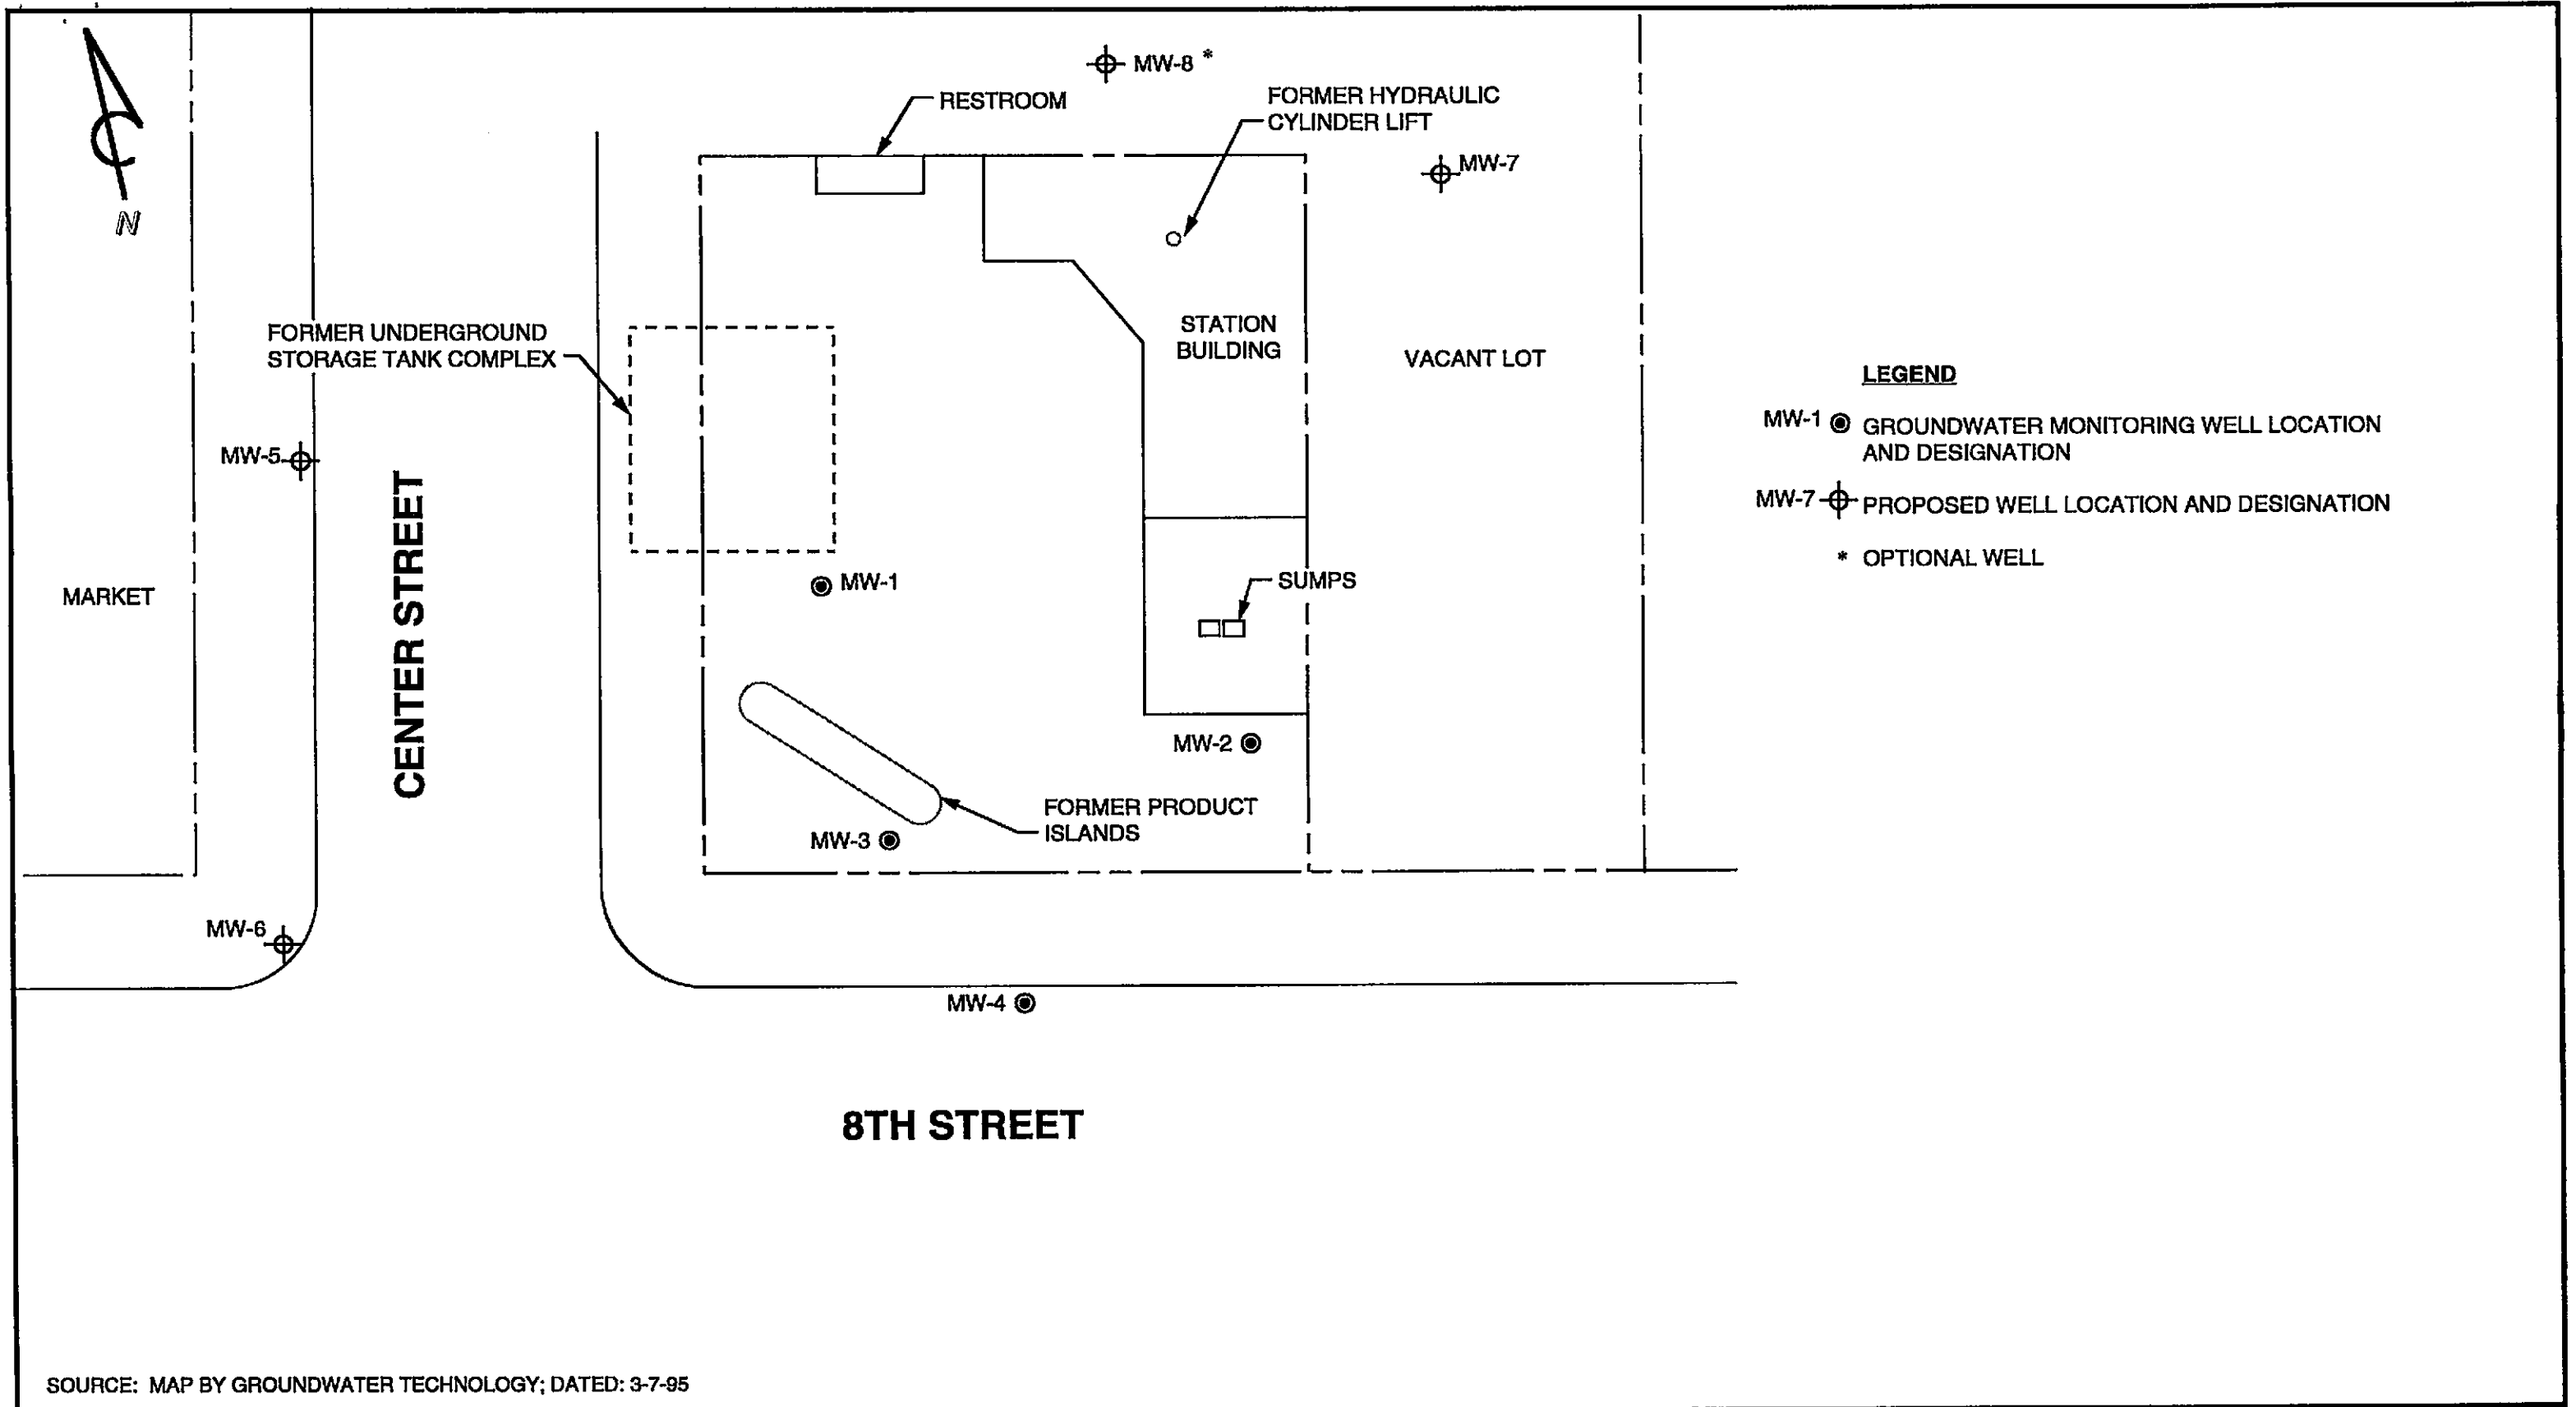 MW-8 *
RESTROOM
FORMER HYDRAULIC
CYLINDER LIFT
MW-7
N
FORMER UNDERGROUND
STORAGE TANK COMPLEX
STATION
BUILDING
VACANT LOT
LEGEND
MW-1 GROUNDWATER MONITORING WELL LOCATION
AND DESIGNATION
MW-7 PROPOSED WELL LOCATION AND DESIGNATION
* OPTIONAL WELL
MW-5
CENTER STREET
MARKET
MW-1
SUMPS
MW-2
FORMER PRODUCT
ISLANDS
MW-3
MW-6
MW-4
8TH STREET
SOURCE: MAP BY GROUNDWATER TECHNOLOGY; DATED: 3-7-95